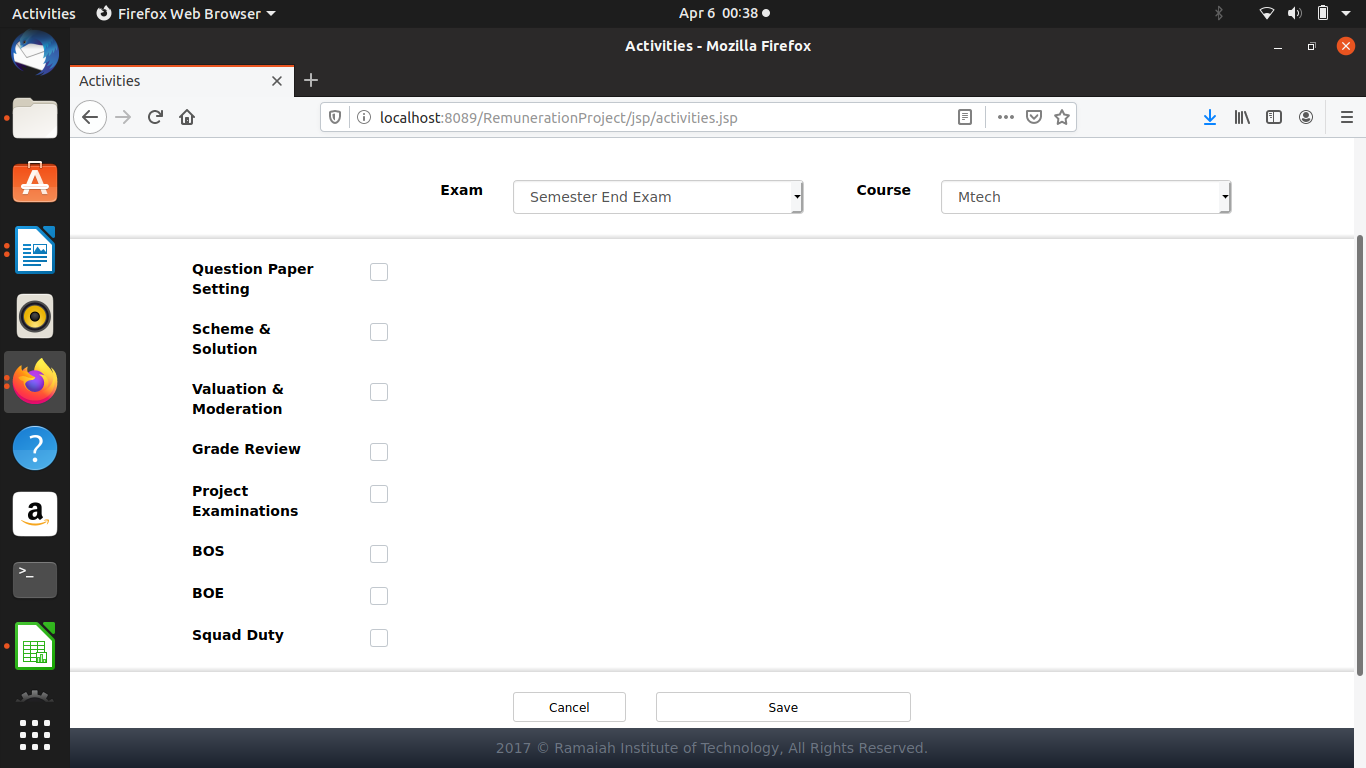 Activities
Firefox Web Browser
Apr 6 00:38
Activities - Mozilla Firefox
Activities
localhost:8089/RemunerationProject/jsp/activities.jsp
Exam
Semester End Exam
Course
Mtech
Question Paper
Setting
Scheme &
Solution
Valuation &
Moderation
Grade Review
Project
Examinations
BOS
BOE
Squad Duty
Cancel
Save
2017 © Ramaiah Institute of Technology, All Rights Reserved.